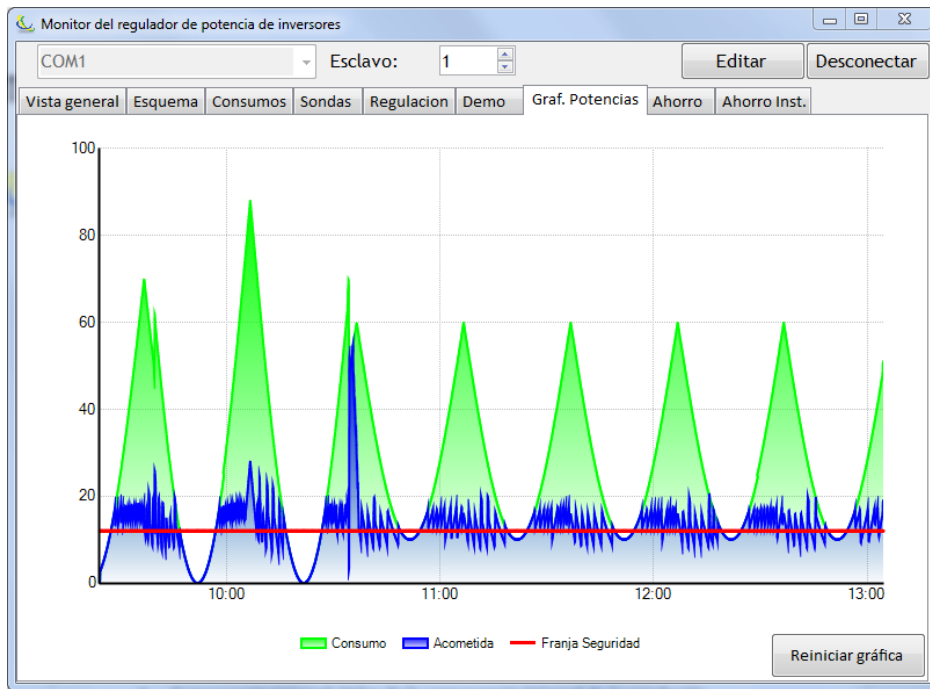 Monitor del regulador de potencia de inversores
COM1 Esclavo: 1 Editar Desconectar
Vista general Esquema Consumos Sondas Regulacion Demo Graf. Potencias Ahorro Ahorro Inst.
100
80
60
40
20
0
10:00 11:00 12:00 13:00
Consumo Acometida Franja Seguridad
Reiniciar gráfica